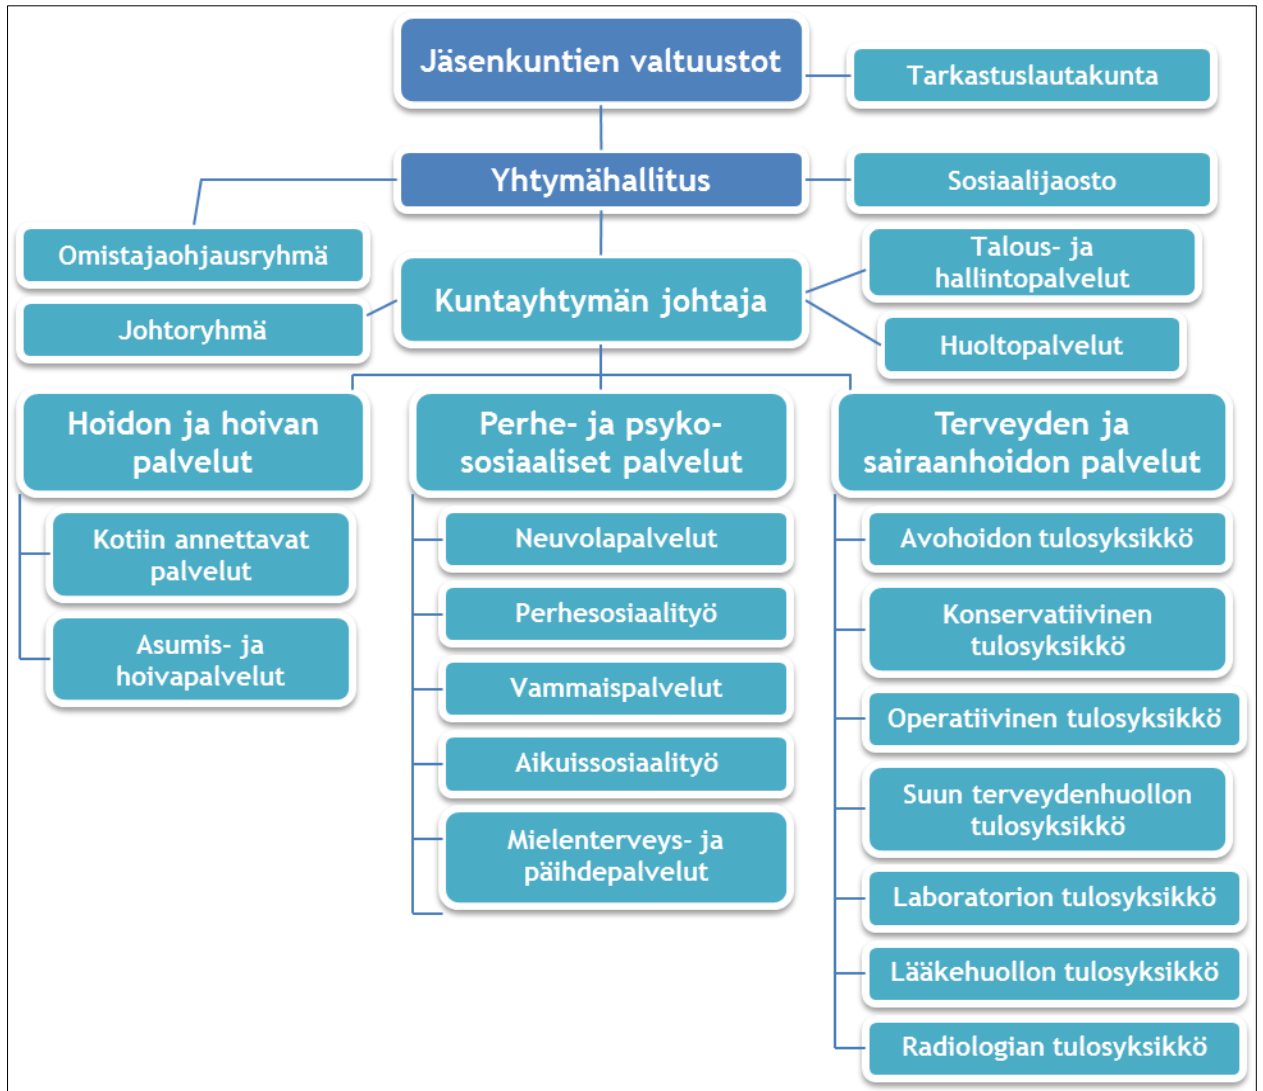 Jäsenkuntien valtuustot
Tarkastuslautakunta
Yhtymähallitus
Sosiaalijaosto
Omistajaohjausryhmä
Johtoryhmä
Kuntayhtymän johtaja
Talous- ja
hallintopalvelut
Huoltopalvelut
Hoidon ja hoivan
palvelut
Kotiin annettavat
palvelut
Asumis- ja
hoivapalvelut
Perhe- ja psyko-
sosiaaliset palvelut
Neuvolapalvelut
Perhesosiaalityö
Vammaispalvelut
Aikuissosiaalityö
Mielenterveys- ja
päihdepalvelut
Terveyden ja
sairaanhoidon palvelut
Avohoidon tulosyksikkö
Konservatiivinen
tulosyksikkö
Operatiivinen tulosyksikkö
Suun terveydenhuollon
tulosyksikkö
Laboratorion tulosyksikkö
Lääkehuollon tulosyksikkö
Radiologian tulosyksikkö